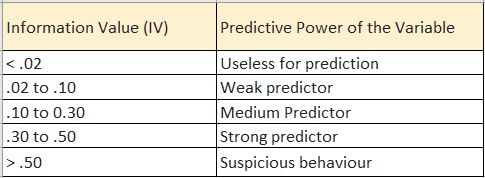 Information Value (IV) Predictive Power of the Variable
< .02 Useless for prediction
.02 to .10 Weak predictor
.10 to 0.30 Medium Predictor
.30 to .50 Strong predictor
> .50 Suspicious behaviour